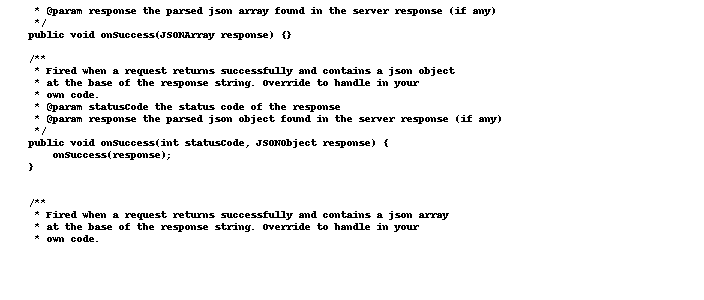 * @param response the parsed json array found in the server response (if any)
*/
public void onSuccess(JSONArray response) {}
/**
* Fired when a request returns successfully and contains a json object
* at the base of the response string. Override to handle in your
* own code.
* @param statusCode the status code of the response
* @param response the parsed json object found in the server response (if any)
*/
public void onSuccess(int statusCode, JSONObject response) {
onSuccess(response);
}
/**
* Fired when a request returns successfully and contains a json array
* at the base of the response string. Override to handle in your
* own code.